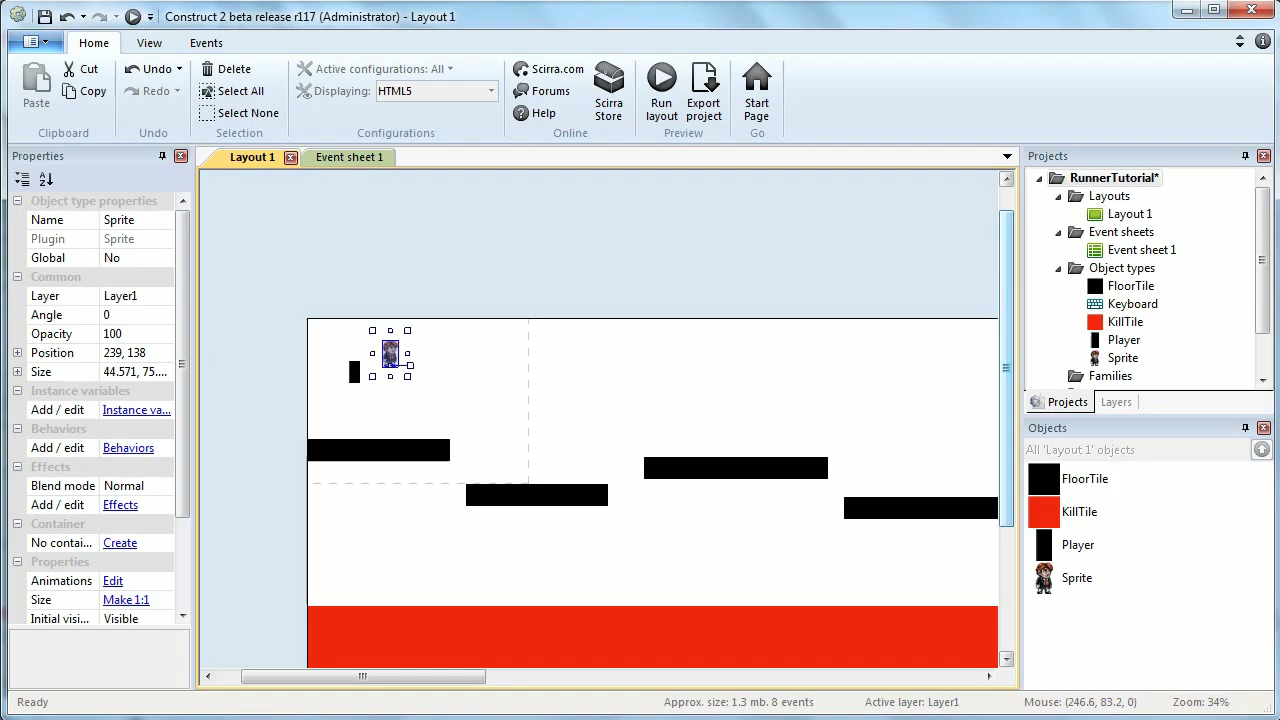 Construct 2 beta release r117 (Administrator) - Layout 1
Home View Events
Paste
Cut
Copy
Clipboard
Undo
Redo
Undo
Delete
Select All
Select None
Selection
Active configurations: All
Displaying: HTML5
Configurations
Scirra.com
Forums
Help
Scirra
Store
Online
Run
layout
Export
project
Preview
Start
Page
Go
Properties
Layout 1
Event sheet 1
Object type properties
Name Sprite
Plugin Sprite
Global No
Common
Layer Layer1
Angle 0
Opacity 100
Position 239, 138
Size 44.571, 75....
Instance variables
Add / edit Instance va...
Behaviors
Add / edit Behaviors
Effects
Blend mode Normal
Add / edit Effects
Container
No contai... Create
Properties
Animations Edit
Size Make 1:1
Initial visi... Visible
Projects
RunnerTutorial*
Layouts
Layout 1
Event sheets
Event sheet 1
Object types
FloorTile
Keyboard
KillTile
Player
Sprite
Families
Projects Layers
Objects
All 'Layout 1' objects
FloorTile
KillTile
Player
Sprite
Ready
Approx. size: 1.3 mb. 8 events
Active layer: Layer1
Mouse: (246.6, 83.2, 0)
Zoom: 34%